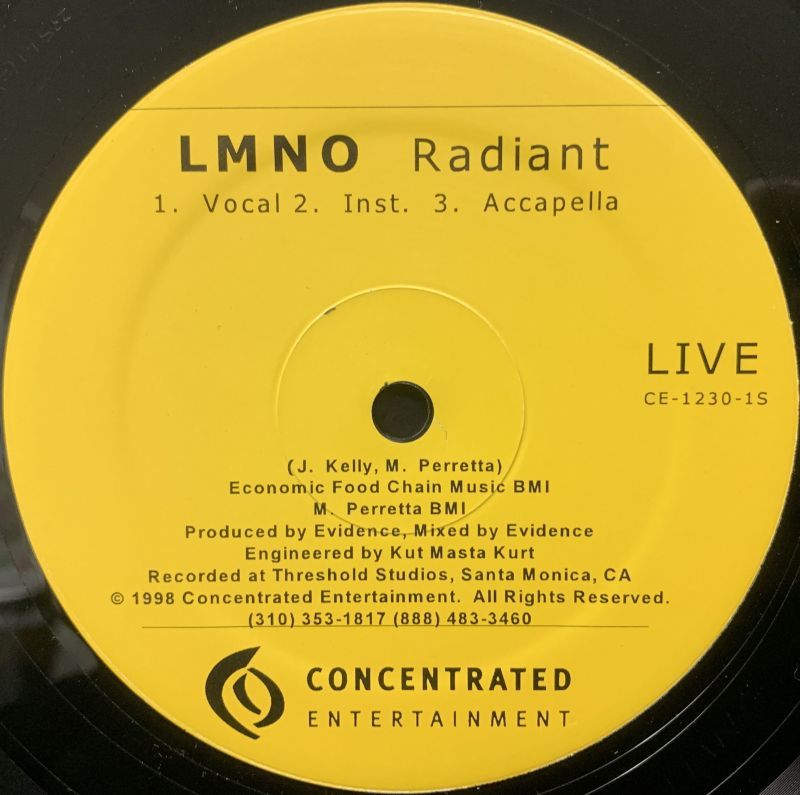 LMNO Radiant
1. Vocal 2. Inst. 3. Accapella
LIVE
CE-1230-1S
(J. Kelly, M. Perretta)
Economic Food Chain Music BMI
M. Perretta BMI
Produced by Evidence, Mixed by Evidence
Engineered by Kut Masta Kurt
Recorded at Threshold Studios, Santa Monica, CA
© 1998 Concentrated Entertainment. All Rights Reserved.
(310) 353-1817 (888) 483-3460
CONCENTRATED
ENTERTAINMENT